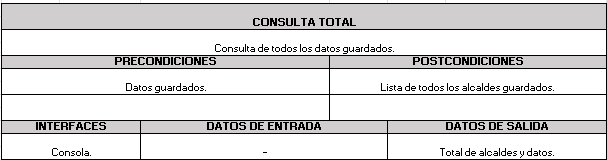 CONSULTA TOTAL
Consulta de todos los datos guardados.
PRECONDICIONES POSTCONDICIONES
Datos guardados. Lista de todos los alcaldes guardados.
INTERFACES DATOS DE ENTRADA DATOS DE SALIDA
Consola. - Total de alcaldes y datos.